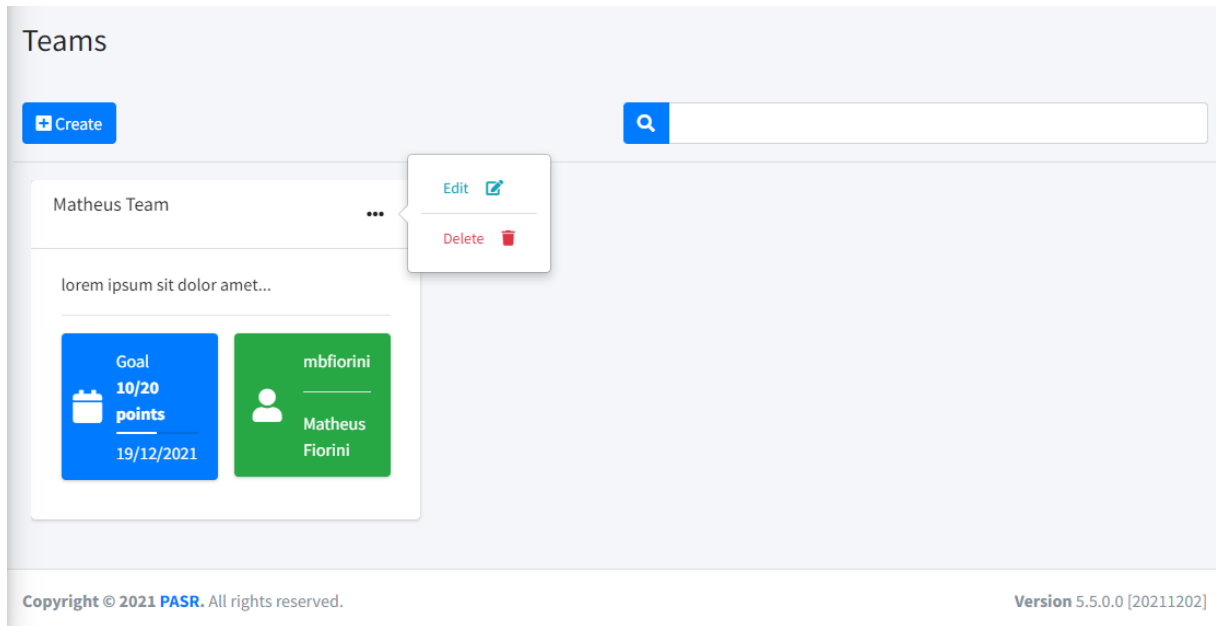 Teams
Create
Matheus Team
Edit
Delete
lorem ipsum sit dolor amet...
Goal
10/20
points
19/12/2021
mbfiorini
Matheus
Fiorini
Copyright © 2021 PASR. All rights reserved.
Version 5.5.0.0 [20211202]